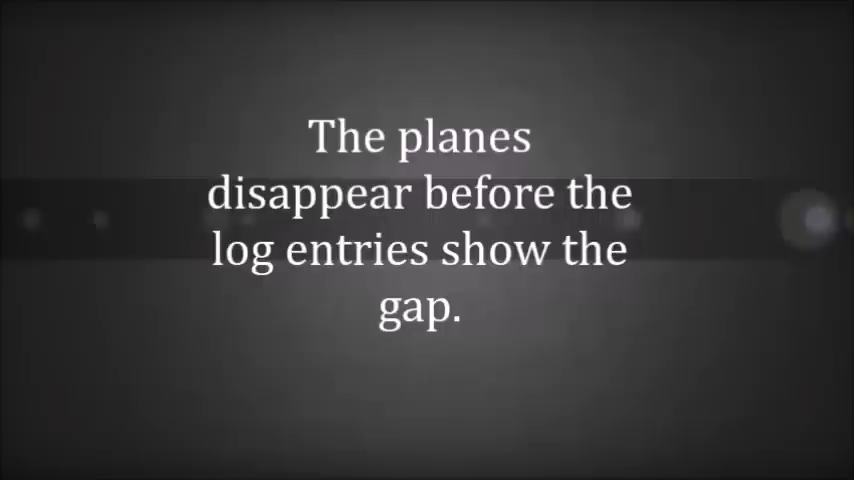 The planes
disappear before the
log entries show the
gap.